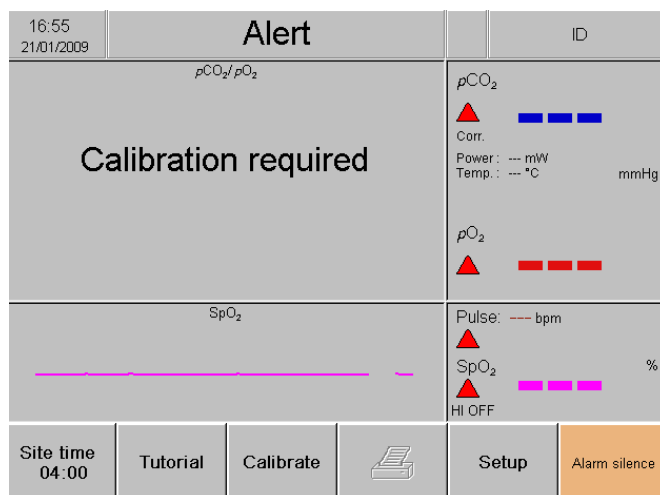 16:55
21/01/2009
Alert
ID
pCO₂/pO₂
Calibration required
pCO₂
---
Corr.
Power: --- mW
Temp.: --- °C
mmHg
pO₂
---
SpO₂
Pulse: --- bpm
SpO₂
%
---
HI OFF
Site time
04:00
Tutorial
Calibrate
Setup
Alarm silence